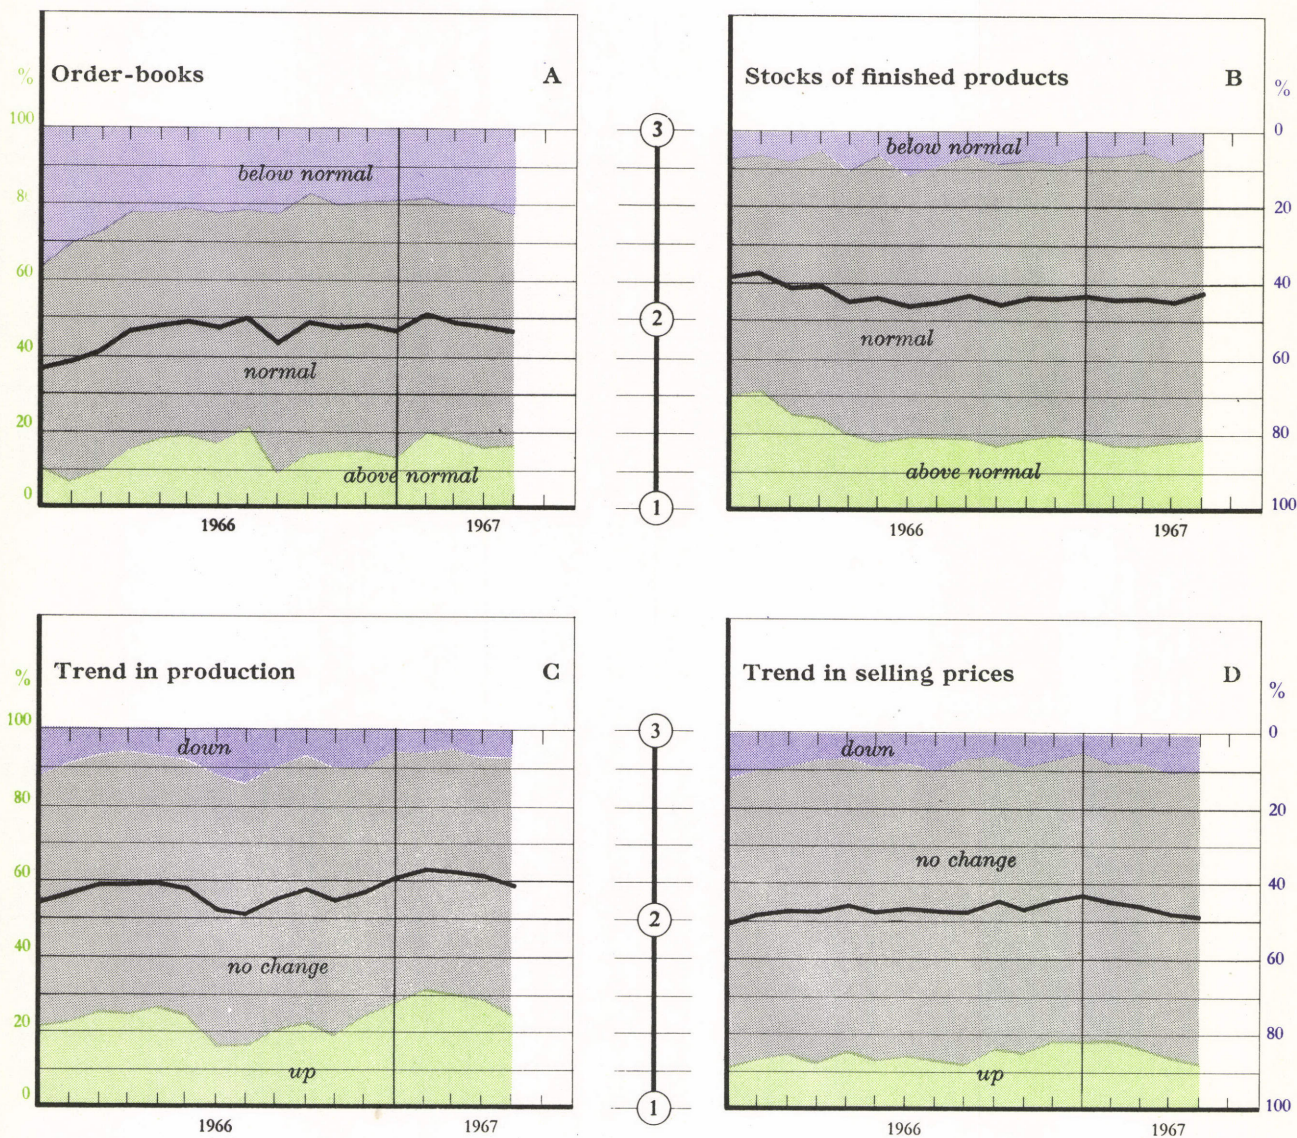 Order-books A
%
100
80
60
40
20
0
below normal
normal
above normal
1966 1967
3
2
1
Stocks of finished products B
%
0
20
40
60
80
100
below normal
normal
above normal
1966 1967
Trend in production C
%
100
80
60
40
20
0
down
no change
up
1966 1967
3
2
1
Trend in selling prices D
%
0
20
40
60
80
100
down
no change
up
1966 1967